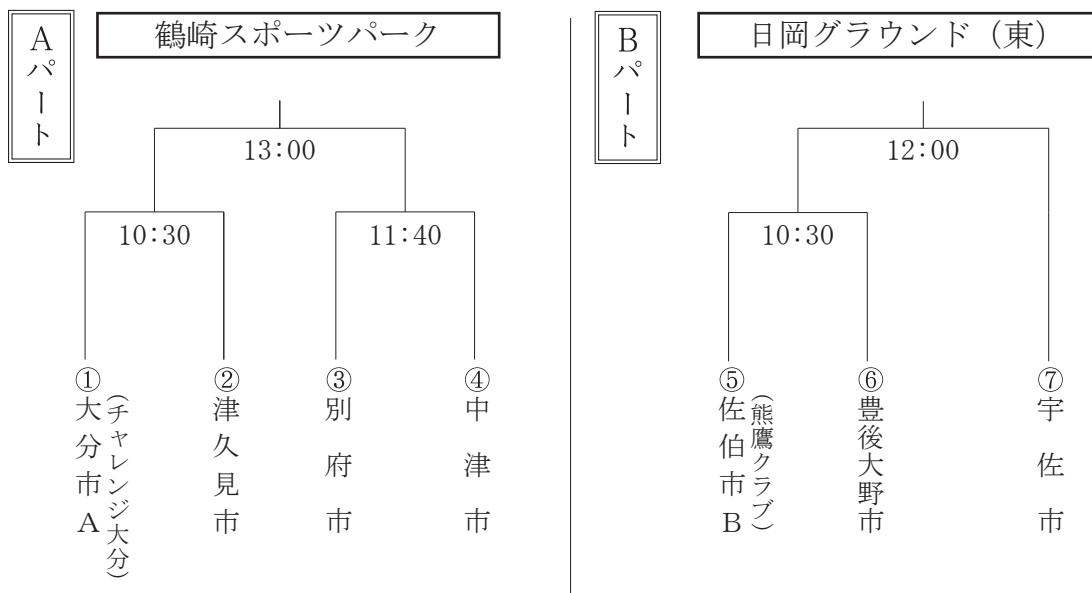 Aパート
鶴崎スポーツパーク
13:00
10:30
11:40
①
大分市A
(チャレンジ大分)
②
津久見市
③
別府市
④
中津市
Bパート
日岡グラウンド（東）
12:00
10:30
⑤
佐伯市B
(熊鷹クラブ)
⑥
豊後大野市
⑦
宇佐市